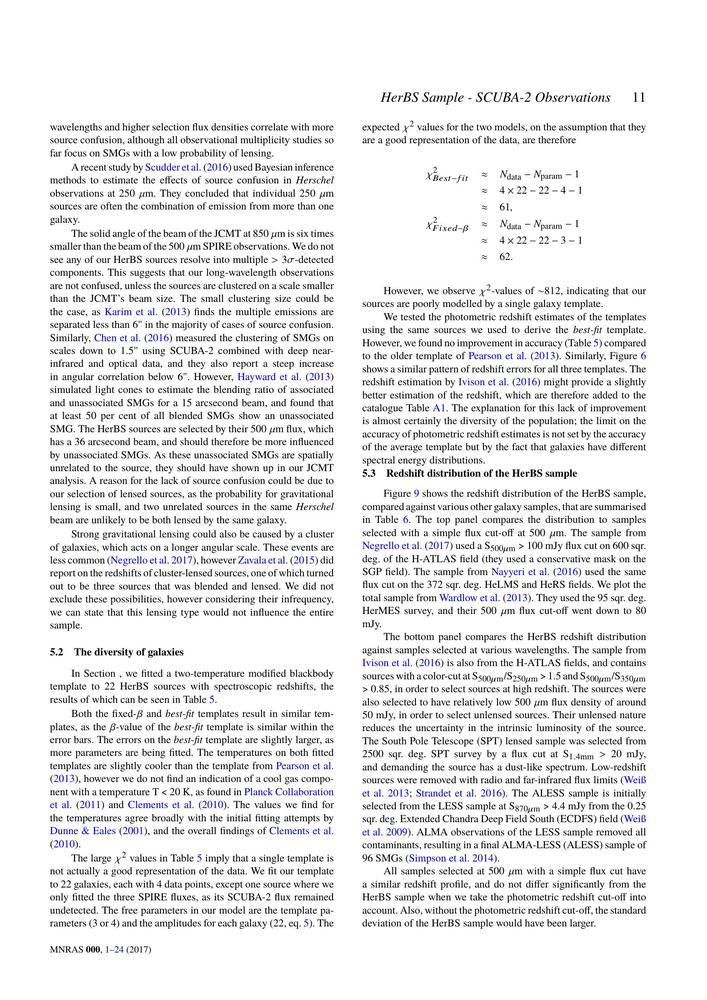 HerBS Sample - SCUBA-2 Observations 11
wavelengths and higher selection flux densities correlate with more
source confusion, although all observational multiplicity studies so
far focus on SMGs with a low probability of lensing.
A recent study by Scudder et al. (2016) used Bayesian inference
methods to estimate the effects of source confusion in Herschel
observations at 250 μm. They concluded that individual 250 μm
sources are often the combination of emission from more than one
galaxy.
The solid angle of the beam of the JCMT at 850 μm is six times
smaller than the beam of the 500 μm SPIRE observations. We do not
see any of our HerBS sources resolve into multiple > 3σ-detected
components. This suggests that our long-wavelength observations
are not confused, unless the sources are clustered on a scale smaller
than the JCMT's beam size. The small clustering size could be
the case, as Karim et al. (2013) finds the multiple emissions are
separated less than 6" in the majority of cases of source confusion.
Similarly, Chen et al. (2016) measured the clustering of SMGs on
scales down to 1.5" using SCUBA-2 combined with deep near-
infrared and optical data, and they also report a steep increase
in angular correlation below 6". However, Hayward et al. (2013)
simulated light cones to estimate the blending ratio of associated
and unassociated SMGs for a 15 arcsecond beam, and found that
at least 50 per cent of all blended SMGs show an unassociated
SMG. The HerBS sources are selected by their 500 μm flux, which
has a 36 arcsecond beam, and should therefore be more influenced
by unassociated SMGs. As these unassociated SMGs are spatially
unrelated to the source, they should have shown up in our JCMT
analysis. A reason for the lack of source confusion could be due to
our selection of lensed sources, as the probability for gravitational
lensing is small, and two unrelated sources in the same Herschel
beam are unlikely to be both lensed by the same galaxy.
Strong gravitational lensing could also be caused by a cluster
of galaxies, which acts on a longer angular scale. These events are
less common (Negrello et al. 2017), however Zavala et al. (2015) did
report on the redshifts of cluster-lensed sources, one of which turned
out to be three sources that was blended and lensed. We did not
exclude these possibilities, however considering their infrequency,
we can state that this lensing type would not influence the entire
sample.
5.2 The diversity of galaxies
In Section , we fitted a two-temperature modified blackbody
template to 22 HerBS sources with spectroscopic redshifts, the
results of which can be seen in Table 5.
Both the fixed-β and best-fit templates result in similar tem-
plates, as the β-value of the best-fit template is similar within the
error bars. The errors on the best-fit template are slightly larger, as
more parameters are being fitted. The temperatures on both fitted
templates are slightly cooler than the template from Pearson et al.
(2013), however we do not find an indication of a cool gas compo-
nent with a temperature T < 20 K, as found in Planck Collaboration
et al. (2011) and Clements et al. (2010). The values we find for
the temperatures agree broadly with the initial fitting attempts by
Dunne & Eales (2001), and the overall findings of Clements et al.
(2010).
The large χ² values in Table 5 imply that a single template is
not actually a good representation of the data. We fit our template
to 22 galaxies, each with 4 data points, except one source where we
only fitted the three SPIRE fluxes, as its SCUBA-2 flux remained
undetected. The free parameters in our model are the template pa-
rameters (3 or 4) and the amplitudes for each galaxy (22, eq. 5). The
expected χ² values for the two models, on the assumption that they
are a good representation of the data, are therefore
χ²Best−fit ≈ Ndata − Nparam − 1
≈ 4 × 22 − 22 − 4 − 1
≈ 61,
χ²Fixed−β ≈ Ndata − Nparam − 1
≈ 4 × 22 − 22 − 3 − 1
≈ 62.
However, we observe χ²-values of ~812, indicating that our
sources are poorly modelled by a single galaxy template.
We tested the photometric redshift estimates of the templates
using the same sources we used to derive the best-fit template.
However, we found no improvement in accuracy (Table 5) compared
to the older template of Pearson et al. (2013). Similarly, Figure 6
shows a similar pattern of redshift errors for all three templates. The
redshift estimation by Ivison et al. (2016) might provide a slightly
better estimation of the redshift, which are therefore added to the
catalogue Table A1. The explanation for this lack of improvement
is almost certainly the diversity of the population; the limit on the
accuracy of photometric redshift estimates is not set by the accuracy
of the average template but by the fact that galaxies have different
spectral energy distributions.
5.3 Redshift distribution of the HerBS sample
Figure 9 shows the redshift distribution of the HerBS sample,
compared against various other galaxy samples, that are summarised
in Table 6. The top panel compares the distribution to samples
selected with a simple flux cut-off at 500 μm. The sample from
Negrello et al. (2017) used a S500μm > 100 mJy flux cut on 600 sqr.
deg. of the H-ATLAS field (they used a conservative mask on the
SGP field). The sample of Nayyeri et al. (2016) used the same
flux cut on the 372 sqr. deg. HeLMS and HeRS fields. We plot the
total sample from Wardlow et al. (2013). They used the 95 sqr. deg.
HerMES survey, and their 500 μm flux cut-off went down to 80
mJy.
The bottom panel compares the HerBS redshift distribution
against samples selected at various wavelengths. The sample from
Ivison et al. (2016) is also from the H-ATLAS fields, and contains
sources with a color-cut at S500μm/S250μm > 1.5 and S500μm/S350μm
> 0.85, in order to select sources at high redshift. The sources were
also selected to have relatively low 500 μm flux density of around
50 mJy, in order to select unlensed sources. Their unlensed nature
reduces the uncertainty in the intrinsic luminosity of the source.
The South Pole Telescope (SPT) lensed sample was selected from
2500 sqr. deg. SPT survey by a flux cut at S1.4mm > 20 mJy,
and demanding the source has a dust-like spectrum. Low-redshift
sources were removed with radio and far-infrared flux limits (Weiß
et al. 2013; Strandet et al. 2016). The ALESS sample is initially
selected from the LESS sample at S870μm > 4.4 mJy from the 0.25
sqr. deg. Extended Chandra Deep Field South (ECDFS) field (Weiß
et al. 2009). ALMA observations of the LESS sample removed all
contaminants, resulting in a final ALMA-LESS (ALESS) sample of
96 SMGs (Simpson et al. 2014).
All samples selected at 500 μm with a simple flux cut have
a similar redshift profile, and do not differ significantly from the
HerBS sample when we take the photometric redshift cut-off into
account. Also, without the photometric redshift cut-off, the standard
deviation of the HerBS sample would have been larger.
MNRAS 000, 1–24 (2017)